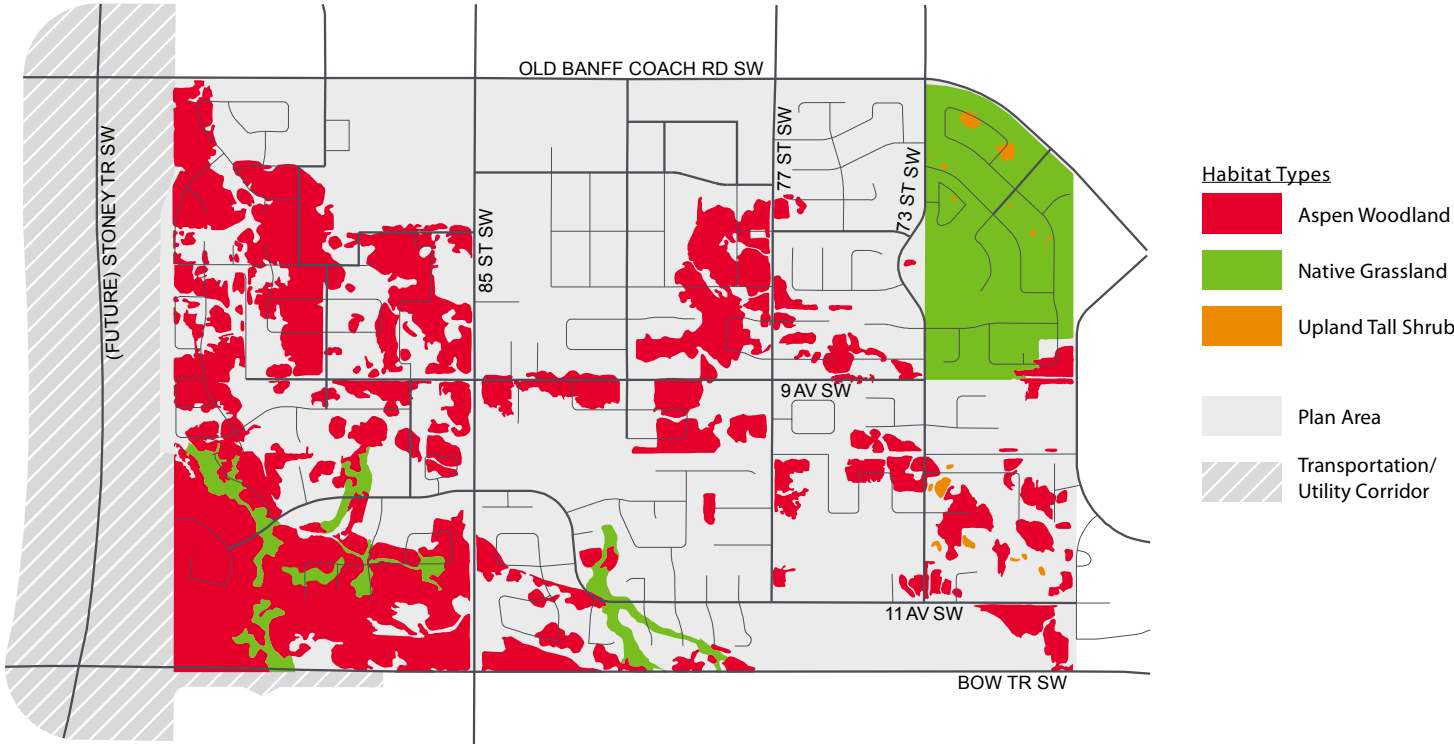 OLD BANFF COACH RD SW
(FUTURE) STONEY TR SW
85 ST SW
77 ST SW
73 ST SW
9 AV SW
11 AV SW
BOW TR SW
Habitat Types
Aspen Woodland
Native Grassland
Upland Tall Shrub
Plan Area
Transportation/
Utility Corridor